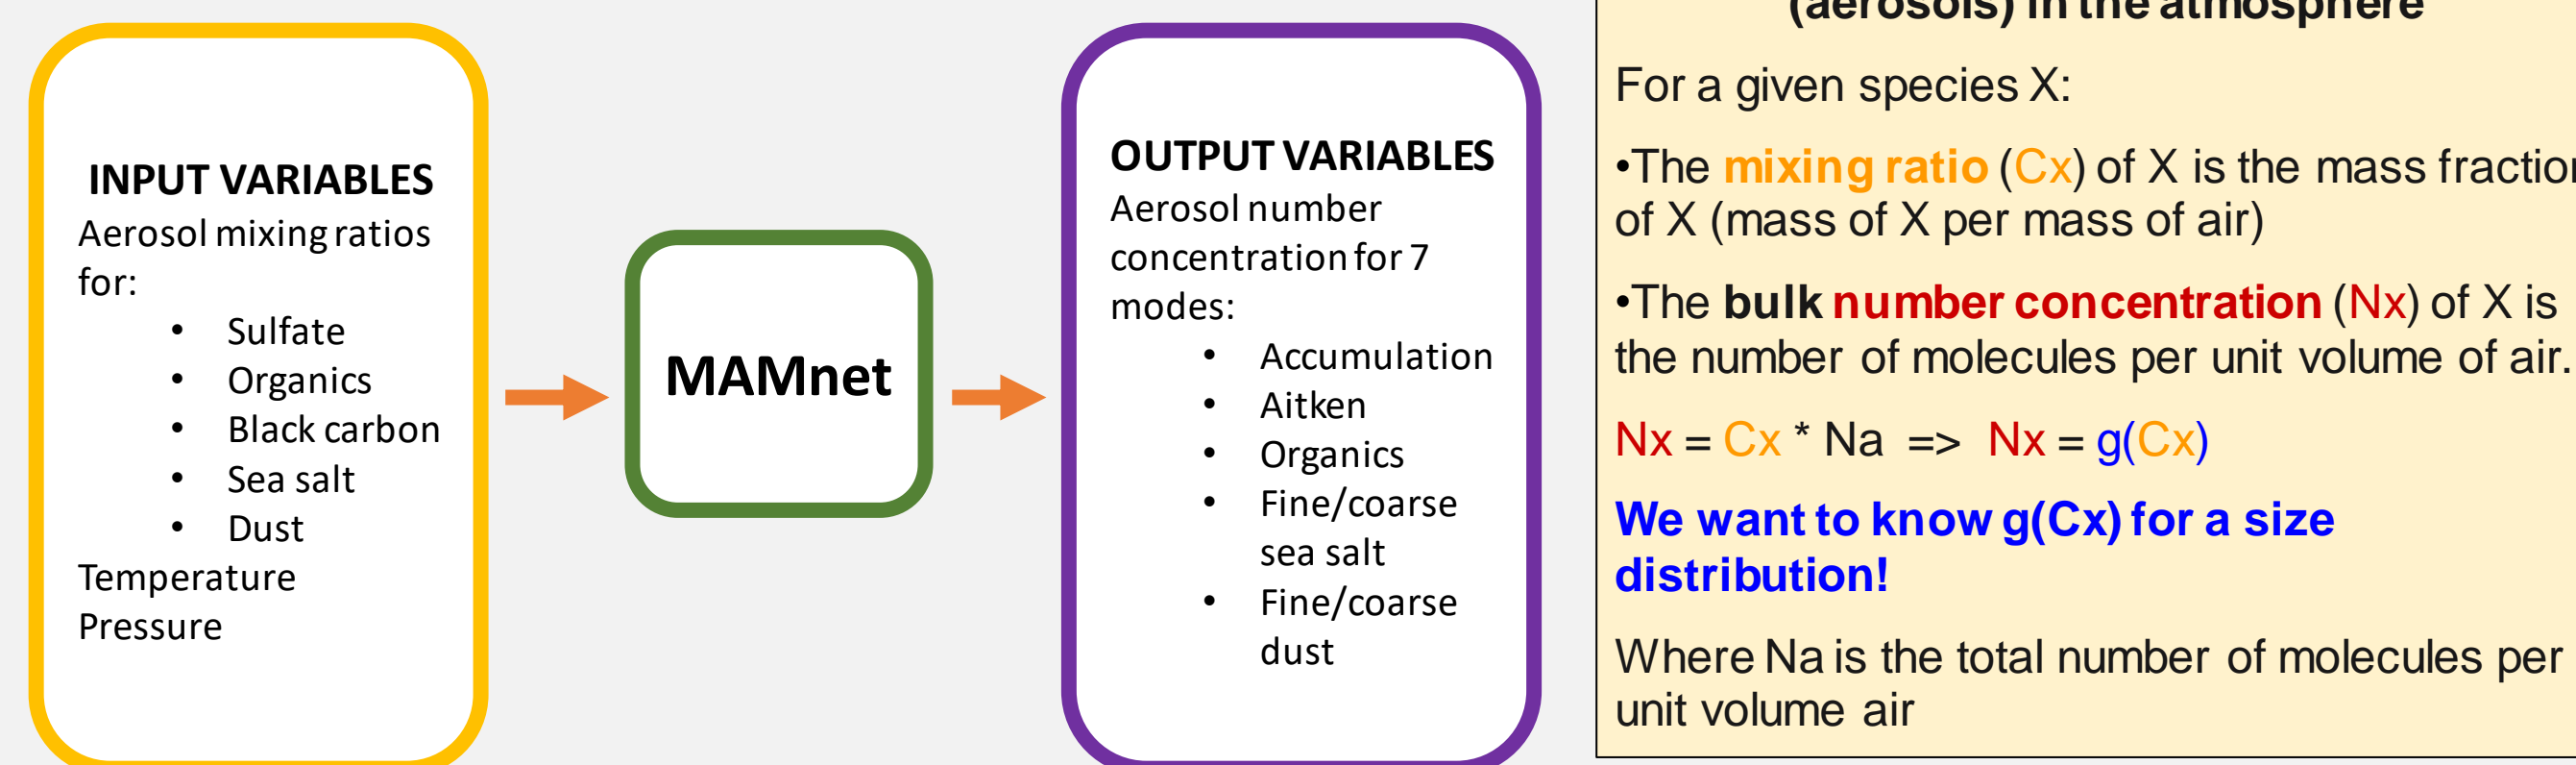 INPUT VARIABLES
Aerosol mixing ratios
for:
• Sulfate
• Organics
• Black carbon
• Sea salt
• Dust
Temperature
Pressure
MAMnet
OUTPUT VARIABLES
Aerosol number
concentration for 7
modes:
• Accumulation
• Aitken
• Organics
• Fine/coarse
sea salt
• Fine/coarse
dust
(aerosols) in the atmosphere
For a given species X:
•The mixing ratio (Cx) of X is the mass fraction
of X (mass of X per mass of air)
•The bulk number concentration (Nx) of X is
the number of molecules per unit volume of air.
Nx = Cx * Na => Nx = g(Cx)
We want to know g(Cx) for a size
distribution!
Where Na is the total number of molecules per
unit volume air